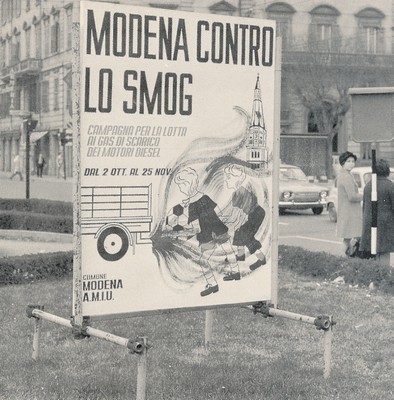 MODENA CONTRO
LO SMOG
CAMPAGNA PER LA LOTTA
AI GAS DI SCARICO
DEI MOTORI DIESEL
DAL 2 OTT. AL 25 NOV
COMUNE
MODENA
A.M.I.U.